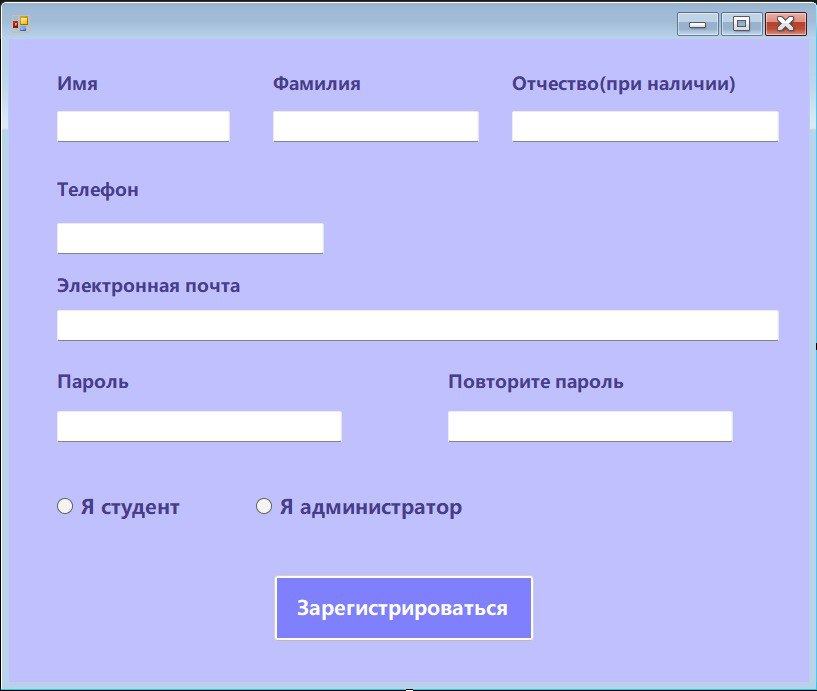 Имя Фамилия Отчество(при наличии)
Телефон
Электронная почта
Пароль Повторите пароль
Я студент Я администратор
Зарегистрироваться